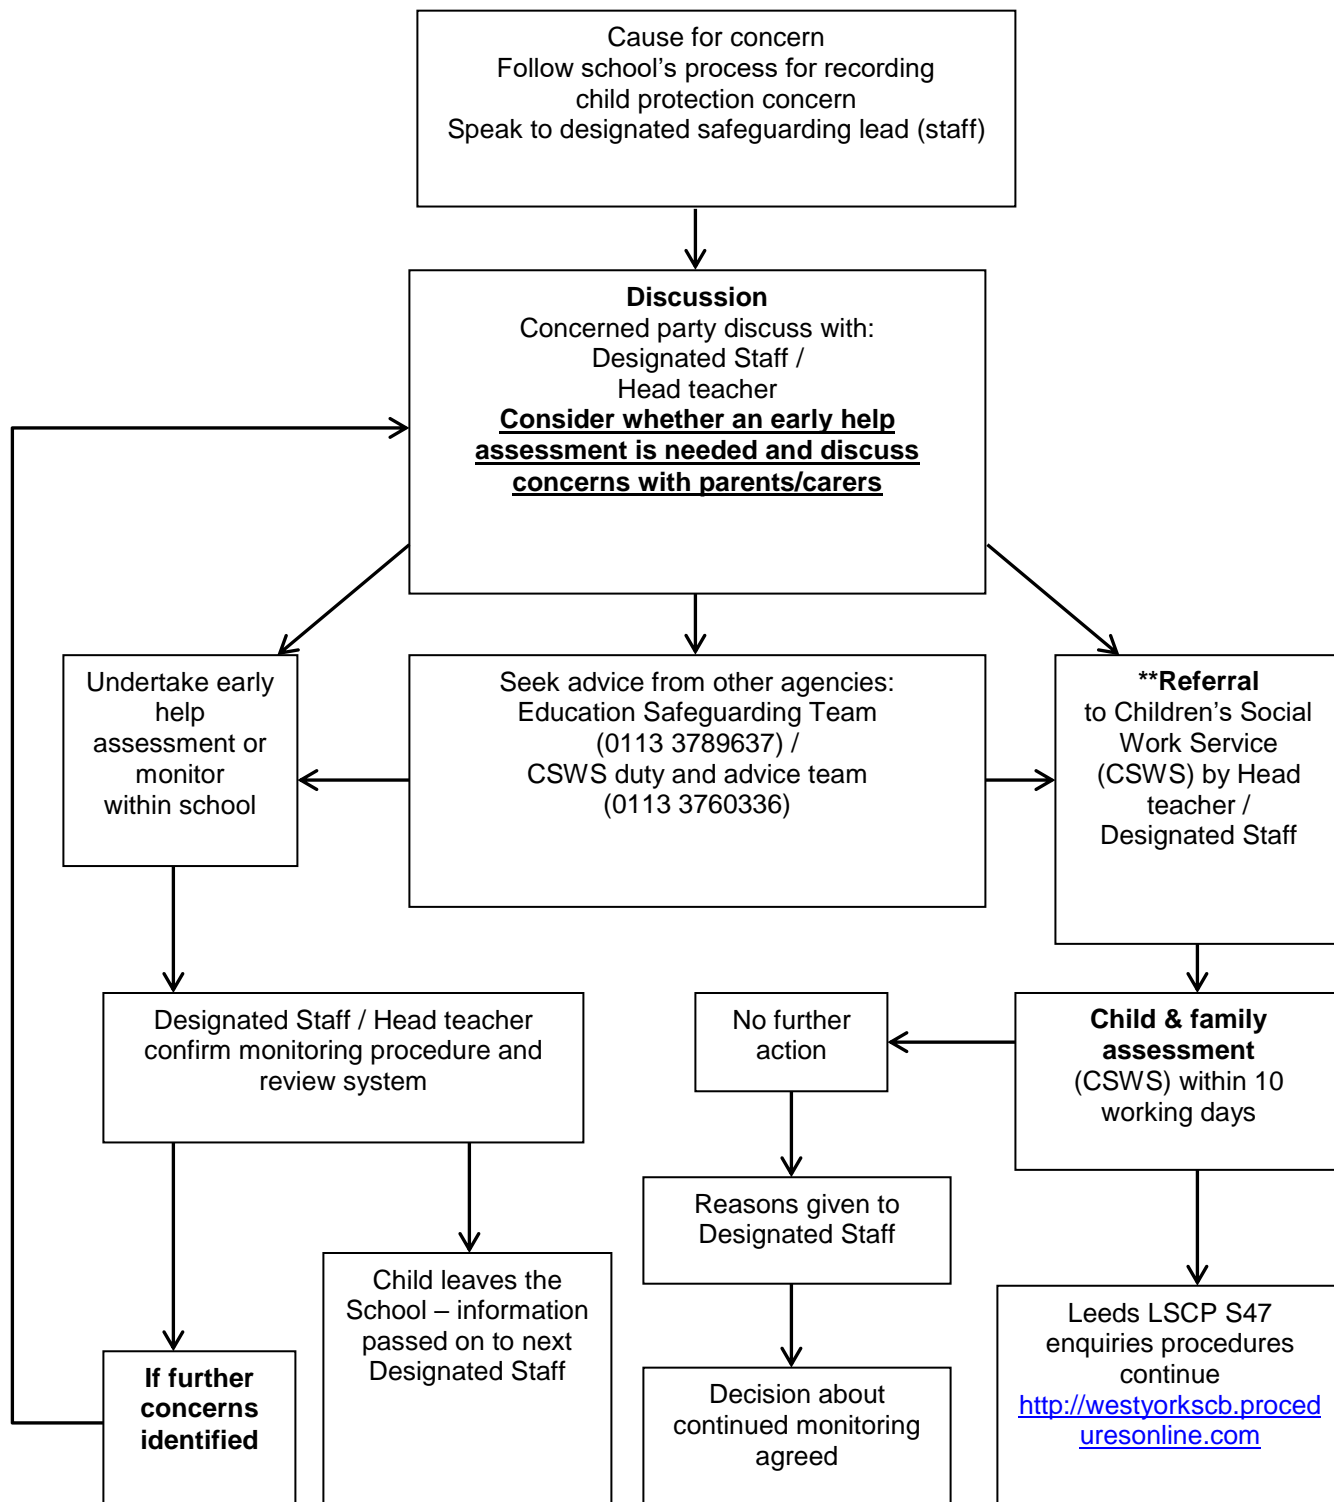 Cause for concern
Follow school’s process for recording
child protection concern
Speak to designated safeguarding lead (staff)
Discussion
Concerned party discuss with:
Designated Staff /
Head teacher
Consider whether an early help
assessment is needed and discuss
concerns with parents/carers
Undertake early
help
assessment or
monitor
within school
Seek advice from other agencies:
Education Safeguarding Team
(0113 3789637) /
CSWS duty and advice team
(0113 3760336)
**Referral
to Children’s Social
Work Service
(CSWS) by Head
teacher /
Designated Staff
Designated Staff / Head teacher
confirm monitoring procedure and
review system
No further
action
Child & family
assessment
(CSWS) within 10
working days
Reasons given to
Designated Staff
Child leaves the
School – information
passed on to next
Designated Staff
Leeds LSCP S47
enquiries procedures
continue
http://westyorkscb.proced
uresonline.com
If further
concerns
identified
Decision about
continued monitoring
agreed